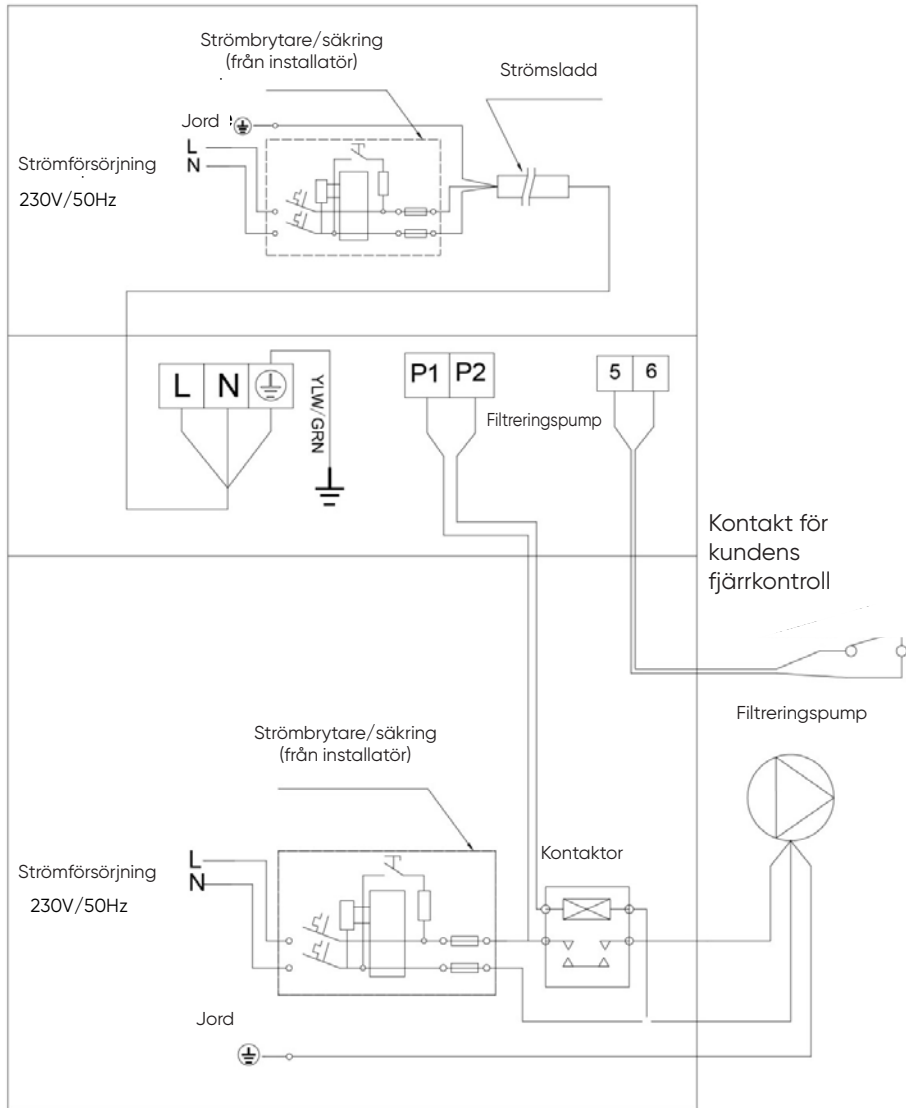 Strömbrytare/säkring
(från installatör)
Strömsladd
Jord
L
N
Strömförsörjning
230V/50Hz
L N
YLW/GRN
P1 P2
Filtreringspump
5 6
Kontakt för
kundens
fjärrkontroll
Filtreringspump
Strömbrytare/säkring
(från installatör)
Kontaktor
L
N
Strömförsörjning
230V/50Hz
Jord